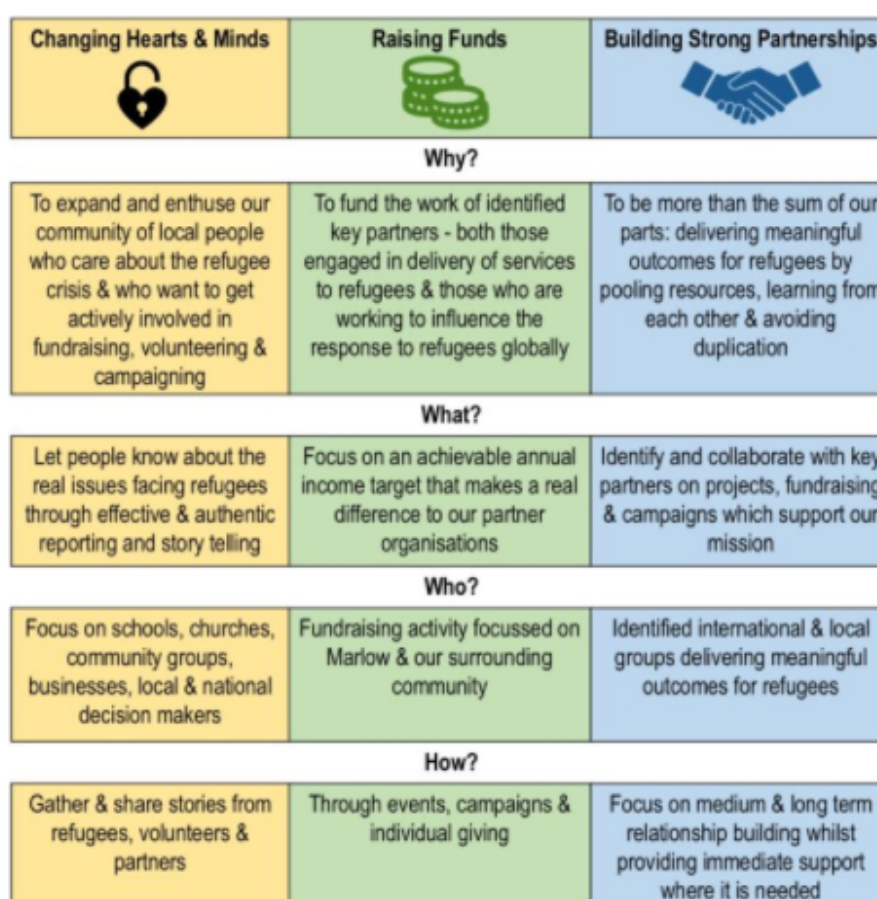 Changing Hearts & Minds
Raising Funds
Building Strong Partnerships
Why?
To expand and enthuse our
community of local people
who care about the refugee
crisis & who want to get
actively involved in
fundraising, volunteering &
campaigning
To fund the work of identified
key partners - both those
engaged in delivery of services
to refugees & those who are
working to influence the
response to refugees globally
To be more than the sum of our
parts: delivering meaningful
outcomes for refugees by
pooling resources, learning from
each other & avoiding
duplication
What?
Let people know about the
real issues facing refugees
through effective & authentic
reporting and story telling
Focus on an achievable annual
income target that makes a real
difference to our partner
organisations
Identify and collaborate with key
partners on projects, fundraising
& campaigns which support our
mission
Who?
Focus on schools, churches,
community groups,
businesses, local & national
decision makers
Fundraising activity focussed on
Marlow & our surrounding
community
Identified international & local
groups delivering meaningful
outcomes for refugees
How?
Gather & share stories from
refugees, volunteers &
partners
Through events, campaigns &
individual giving
Focus on medium & long term
relationship building whilst
providing immediate support
where it is needed